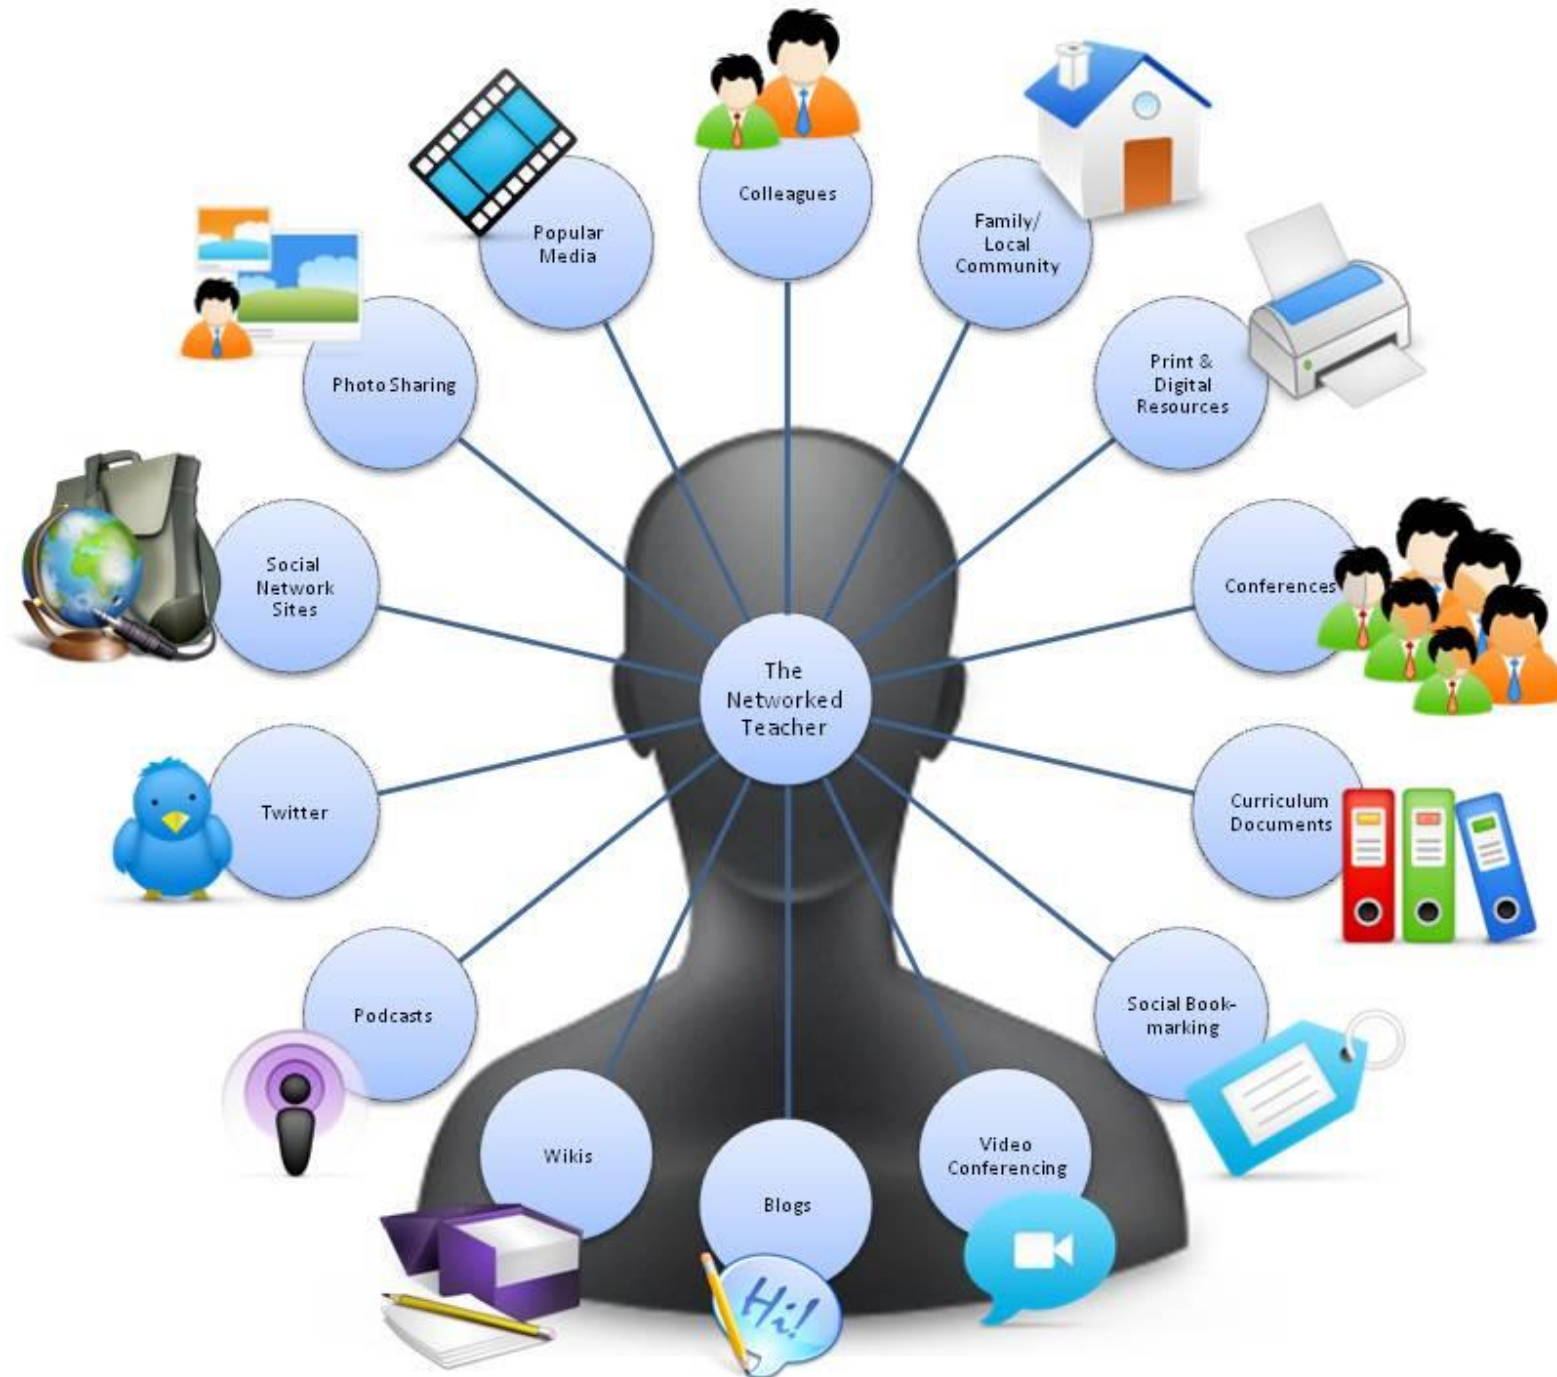 Colleagues
Popular
Media
Family/
Local
Community
Photo Sharing
Print &
Digital
Resources
Social
Network
Sites
Conferences
The
Networked
Teacher
Twitter
Curriculum
Documents
Podcasts
Social Book-
marking
Wikis
Video
Conferencing
Blogs
Hi!